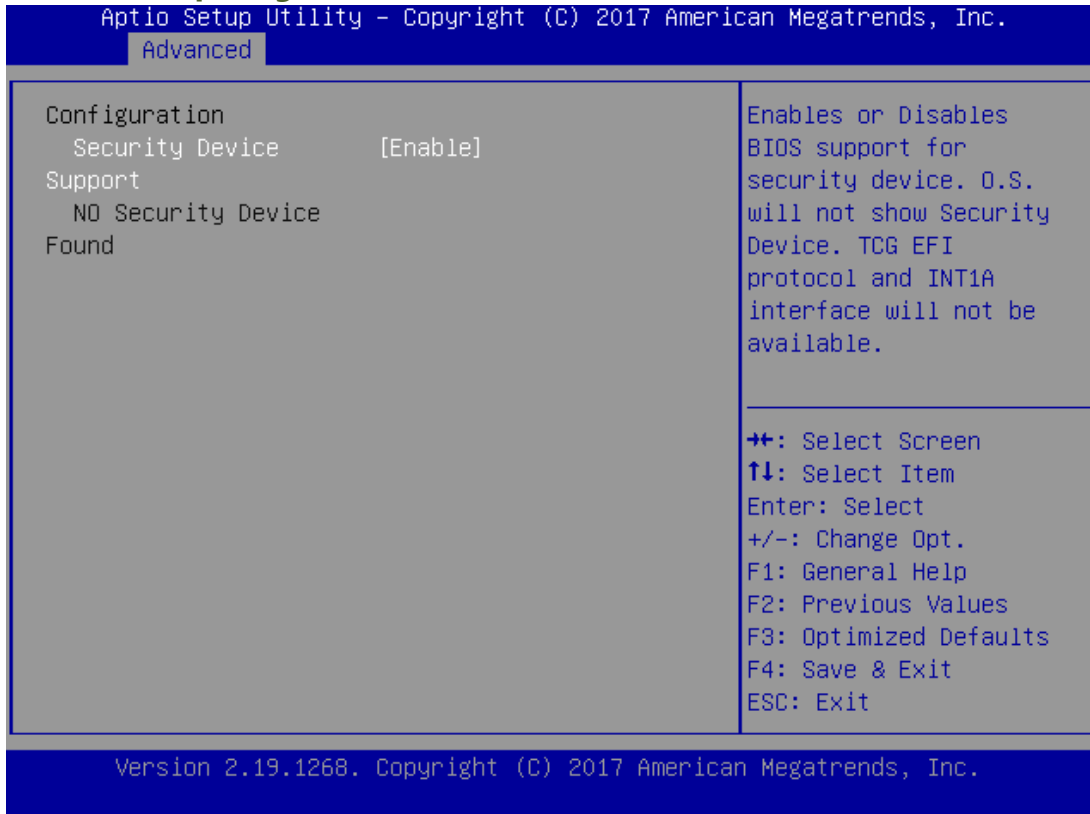 Aptio Setup Utility – Copyright (C) 2017 American Megatrends, Inc.
Advanced
Configuration
Security Device [Enable]
Support
NO Security Device
Found
Enables or Disables
BIOS support for
security device. O.S.
will not show Security
Device. TCG EFI
protocol and INT1A
interface will not be
available.
→←: Select Screen
↑↓: Select Item
Enter: Select
+/-: Change Opt.
F1: General Help
F2: Previous Values
F3: Optimized Defaults
F4: Save & Exit
ESC: Exit
Version 2.19.1268. Copyright (C) 2017 American Megatrends, Inc.